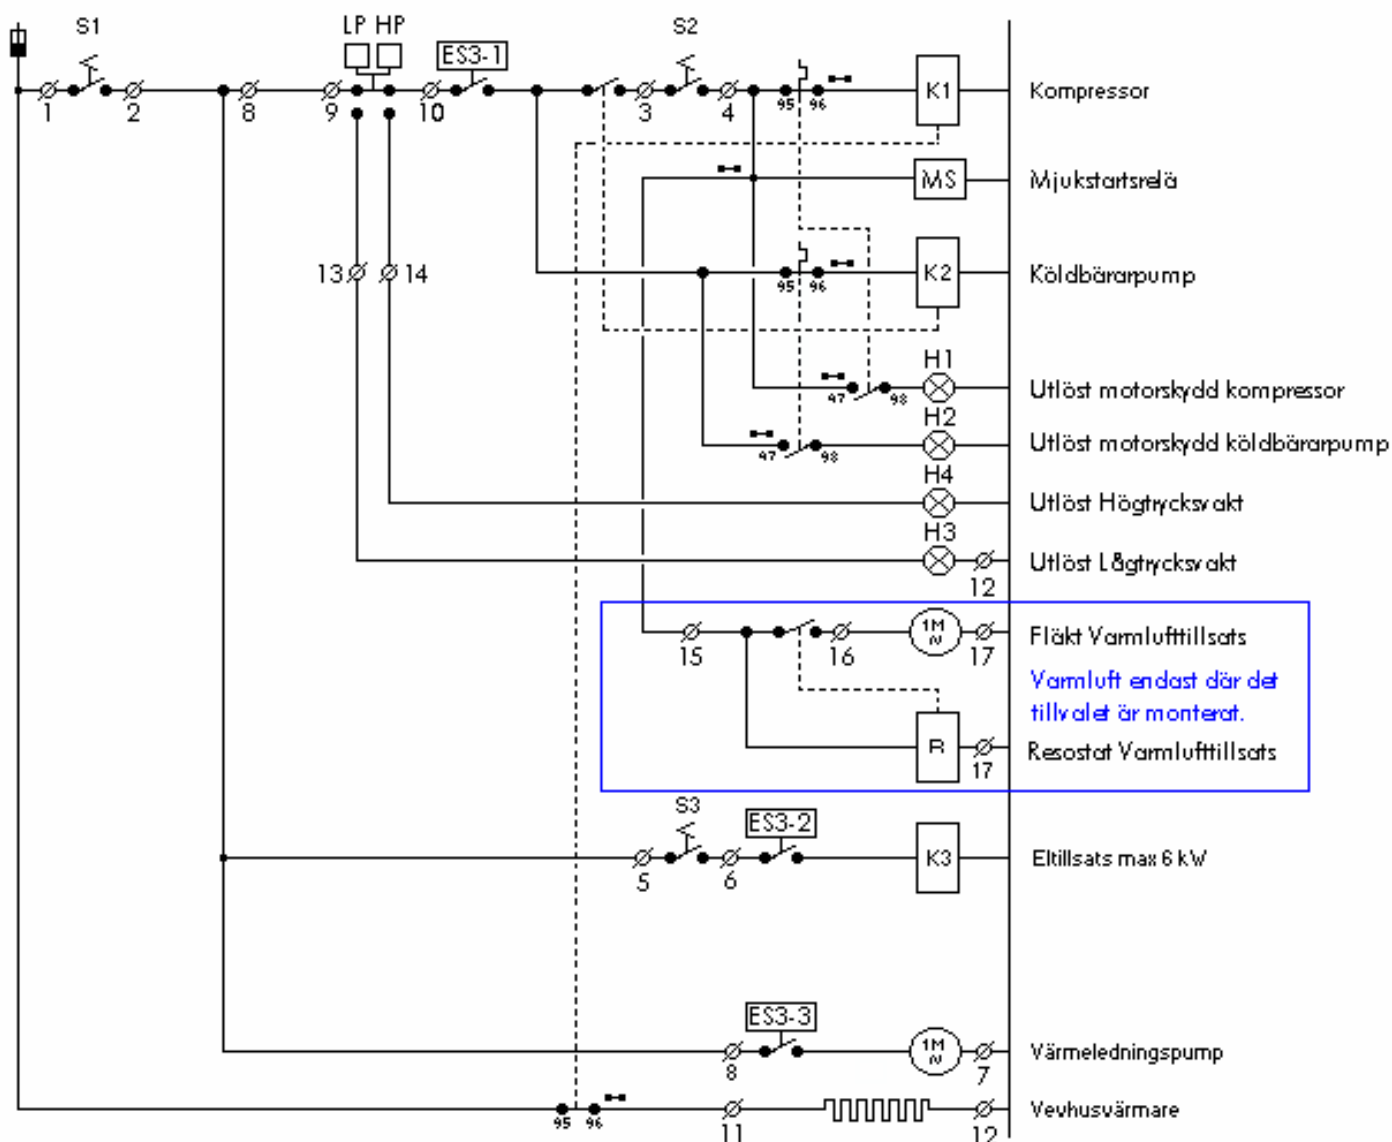 S1
LP HP
ES3-1
S2
1
2
8
9
10
3
4
95 96
K1
Kompressor
MS
Mjukstartsrelä
13
14
95 96
K2
Köldbärarpump
H1
97 98
Utlöst motorskydd kompressor
H2
97 98
Utlöst motorskydd köldbärarpump
H4
Utlöst Högtrycksvakt
H3
12
Utlöst Lågtrycksvakt
15
16
1M
N
17
Fläkt Varmlufttillsats
Varmluft endast där det
tillvalet är monterat.
R
17
Resostat Varmlufttillsats
S3
ES3-2
5
6
K3
Eltillsats max 6 kW
ES3-3
8
1M
N
7
Värmeledningspump
95 96
11
12
Vevhusvärmare